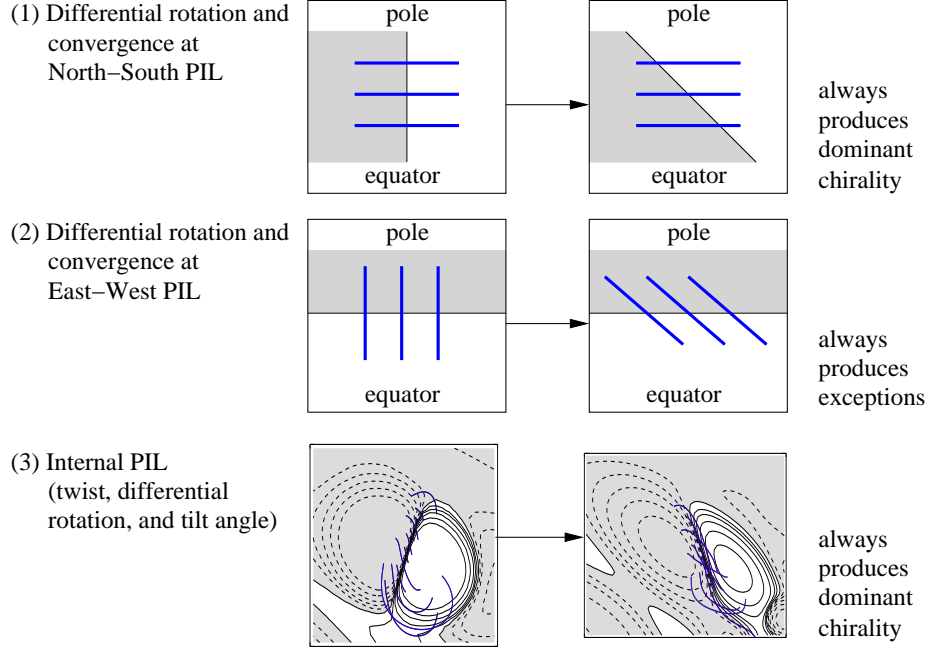 (1) Differential rotation and
convergence at
North−South PIL
pole
equator
pole
equator
always
produces
dominant
chirality
(2) Differential rotation and
convergence at
East−West PIL
pole
equator
pole
equator
always
produces
exceptions
(3) Internal PIL
(twist, differential
rotation, and tilt angle)
always
produces
dominant
chirality